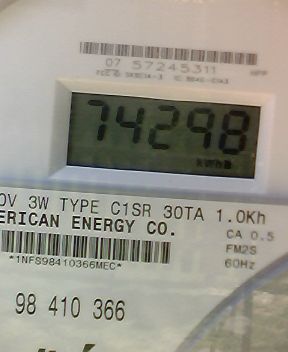 07 57245311
74298
kWh
0V 3W TYPE C1SR 30TA 1.0Kh
ERICAN ENERGY CO.
CA 0.5
FM2S
60Hz
*1NFS98410366MEC*
98 410 366